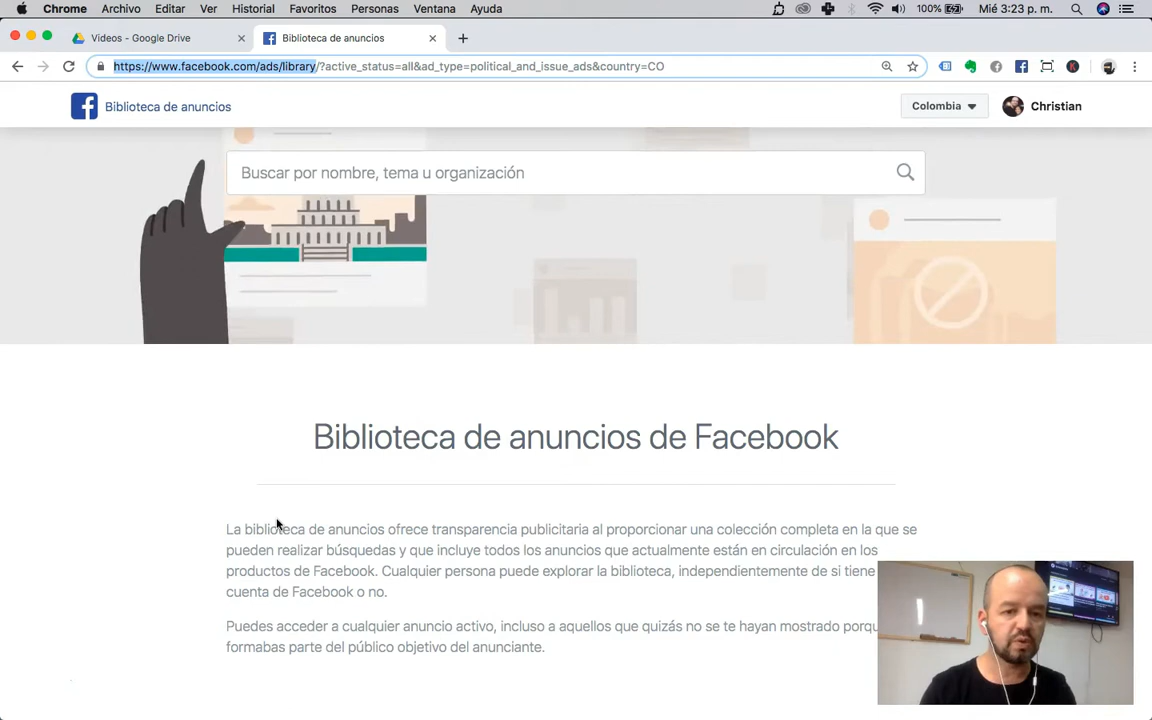 Chrome Archivo Editar Ver Historial Favoritos Personas Ventana Ayuda 100% Mié 3:23 p. m.
Videos - Google Drive Biblioteca de anuncios
https://www.facebook.com/ads/library/?active_status=all&ad_type=political_and_issue_ads&country=CO
Biblioteca de anuncios Colombia Christian
Buscar por nombre, tema u organización
Biblioteca de anuncios de Facebook
La biblioteca de anuncios ofrece transparencia publicitaria al proporcionar una colección completa en la que se
pueden realizar búsquedas y que incluye todos los anuncios que actualmente están en circulación en los
productos de Facebook. Cualquier persona puede explorar la biblioteca, independientemente de si tiene
cuenta de Facebook o no.
Puedes acceder a cualquier anuncio activo, incluso a aquellos que quizás no se te hayan mostrado
formabas parte del público objetivo del anunciante.